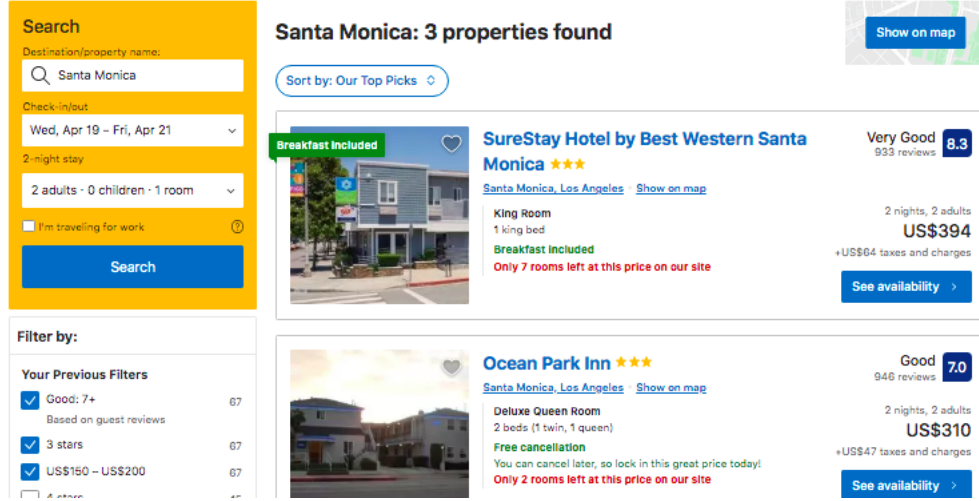 Search
Destination/property name:
Santa Monica
Check-in/out
Wed, Apr 19 – Fri, Apr 21
2-night stay
2 adults · 0 children · 1 room
I'm traveling for work
Search
Filter by:
Your Previous Filters
Good: 7+ 67
Based on guest reviews
3 stars 67
US$150 – US$200 67
Santa Monica: 3 properties found
Show on map
Sort by: Our Top Picks
Breakfast Included
SureStay Hotel by Best Western Santa
Monica
Santa Monica, Los Angeles Show on map
King Room
1 king bed
Breakfast Included
Only 7 rooms left at this price on our site
Very Good 8.3
933 reviews
2 nights, 2 adults
US$394
+US$64 taxes and charges
See availability
Ocean Park Inn
Santa Monica, Los Angeles Show on map
Deluxe Queen Room
2 beds (1 twin, 1 queen)
Free cancellation
You can cancel later, so lock in this great price today!
Only 2 rooms left at this price on our site
Good 7.0
946 reviews
2 nights, 2 adults
US$310
+US$47 taxes and charges
See availability